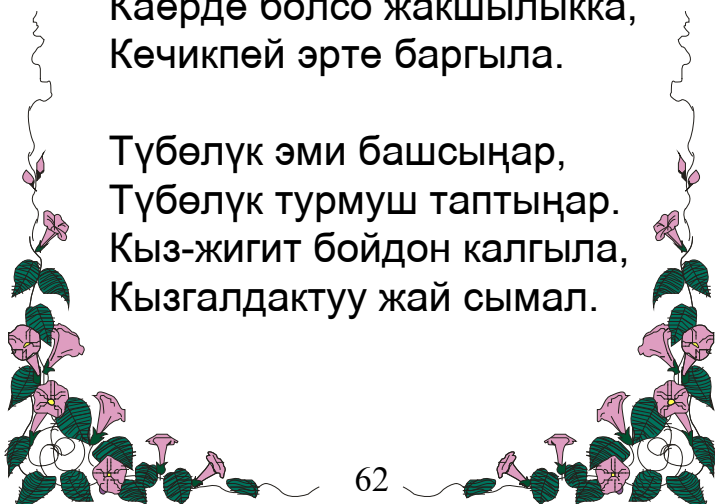 Каерде болсо жакшылыкка,
Кечикпей эрте баргыла.
Түбөлүк эми башсыңар,
Түбөлүк турмуш таптыңар.
Кыз-жигит бойдон калгыла,
Кызгалдактуу жай сымал.
62